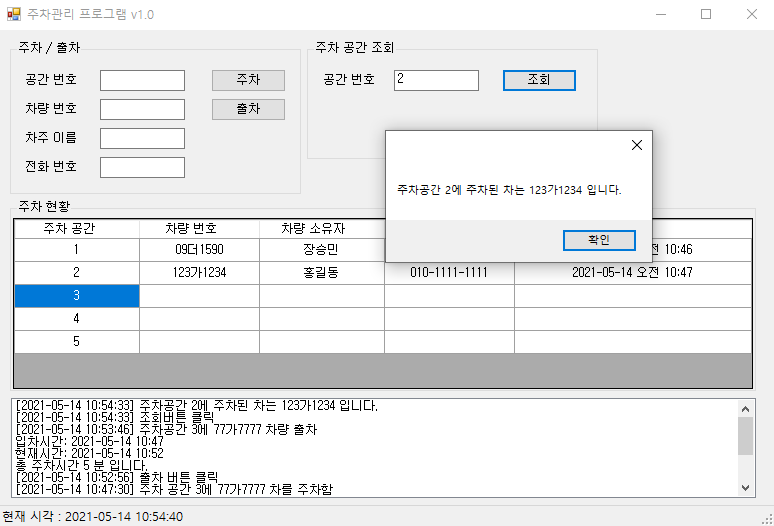 주차관리 프로그램 v1.0
주차 / 출차
공간 번호
주차
차량 번호
출차
차주 이름
전화 번호
주차 공간 조회
공간 번호 2 조회
주차공간 2에 주차된 차는 123가1234 입니다.
확인
주차 현황
주차 공간 차량 번호 차량 소유자
1 09더1590 장승민 10:46
2 123가1234 홍길동 010-1111-1111 2021-05-14 오전 10:47
3
4
5
[2021-05-14 10:54:33] 주차공간 2에 주차된 차는 123가1234 입니다.
[2021-05-14 10:54:33] 조회버튼 클릭
[2021-05-14 10:53:46] 주차공간 3에 77가7777 차량 출차
입차시간: 2021-05-14 10:47
현재시간: 2021-05-14 10:52
총 주차시간 5 분 입니다.
[2021-05-14 10:52:56] 출차 버튼 클릭
[2021-05-14 10:47:30] 주차 공간 3에 77가7777 차를 주차함
현재 시각 : 2021-05-14 10:54:40